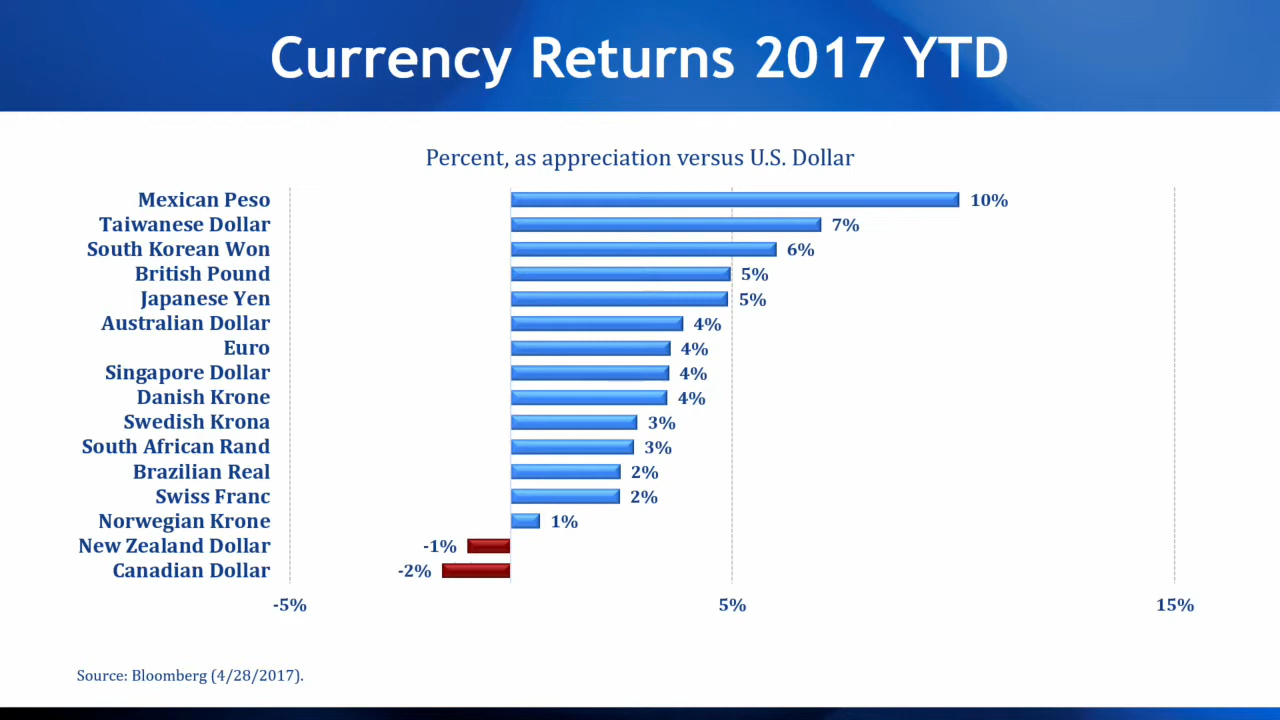 Currency Returns 2017 YTD
Percent, as appreciation versus U.S. Dollar
Mexican Peso 10%
Taiwanese Dollar 7%
South Korean Won 6%
British Pound 5%
Japanese Yen 5%
Australian Dollar 4%
Euro 4%
Singapore Dollar 4%
Danish Krone 4%
Swedish Krona 3%
South African Rand 3%
Brazilian Real 2%
Swiss Franc 2%
Norwegian Krone 1%
New Zealand Dollar -1%
Canadian Dollar -2%
-5% 5% 15%
Source: Bloomberg (4/28/2017).